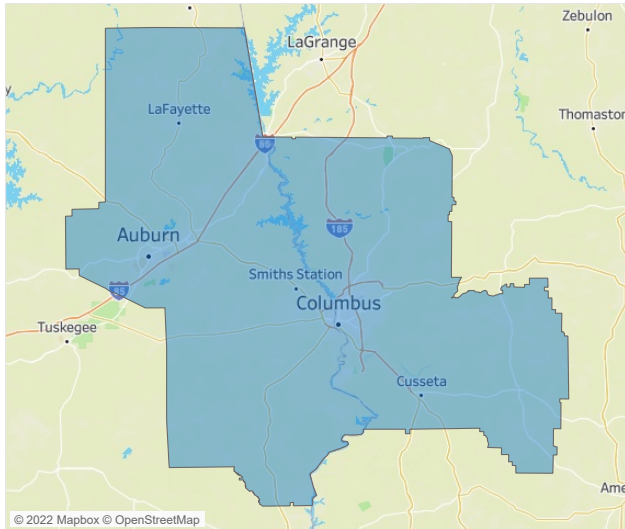 Zebulon
LaGrange
LaFayette
Thomaston
y
85
185
Auburn
Smiths Station
85
Columbus
Tuskegee
Cusseta
Ame
© 2022 Mapbox © OpenStreetMap